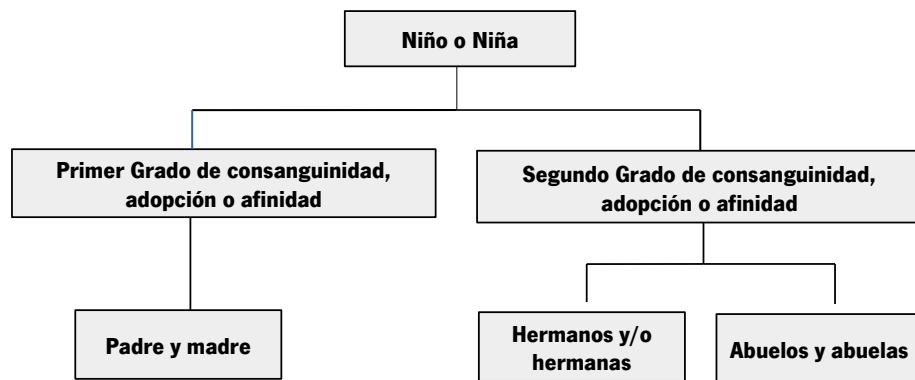 Niño o Niña
Primer Grado de consanguinidad,
adopción o afinidad
Segundo Grado de consanguinidad,
adopción o afinidad
Padre y madre
Hermanos y/o
hermanas
Abuelos y abuelas